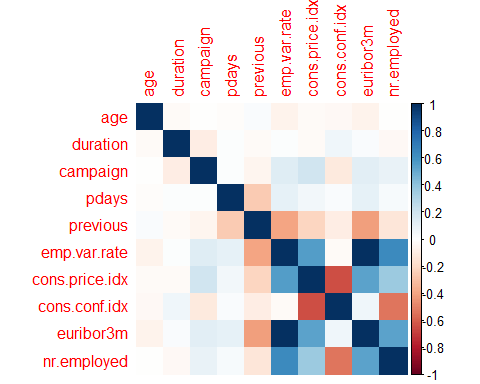 age
duration
campaign
pdays
previous
emp.var.rate
cons.price.idx
cons.conf.idx
euribor3m
nr.employed
age
duration
campaign
pdays
previous
emp.var.rate
cons.price.idx
cons.conf.idx
euribor3m
nr.employed
1
0.8
0.6
0.4
0.2
0
-0.2
-0.4
-0.6
-0.8
-1